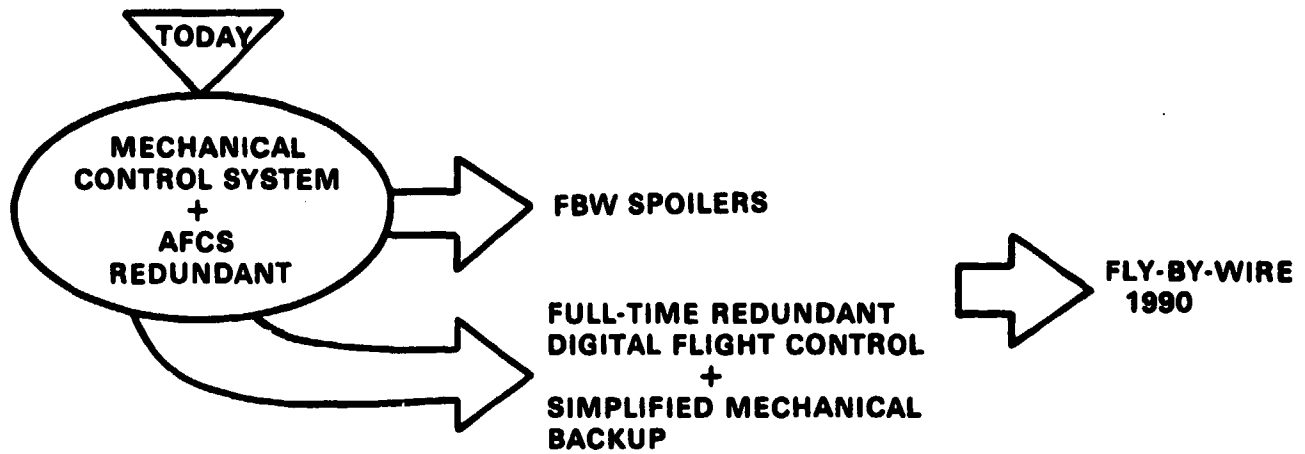 TODAY
MECHANICAL
CONTROL SYSTEM
+
AFCS
REDUNDANT
FBW SPOILERS
FULL-TIME REDUNDANT
DIGITAL FLIGHT CONTROL
+
SIMPLIFIED MECHANICAL
BACKUP
FLY-BY-WIRE
1990